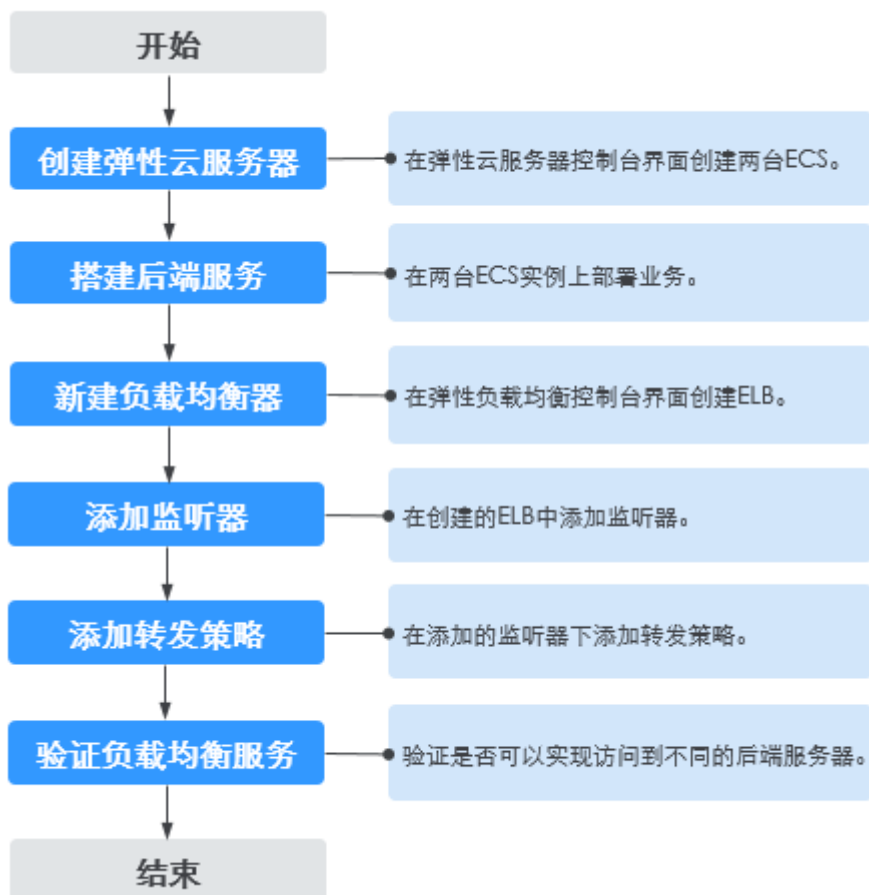 开始
创建弹性云服务器
在弹性云服务器控制台界面创建两台ECS。
搭建后端服务
在两台ECS实例上部署业务。
新建负载均衡器
在弹性负载均衡控制台界面创建ELB。
添加监听器
在创建的ELB中添加监听器。
添加转发策略
在添加的监听器下添加转发策略。
验证负载均衡服务
验证是否可以实现访问到不同的后端服务器。
结束